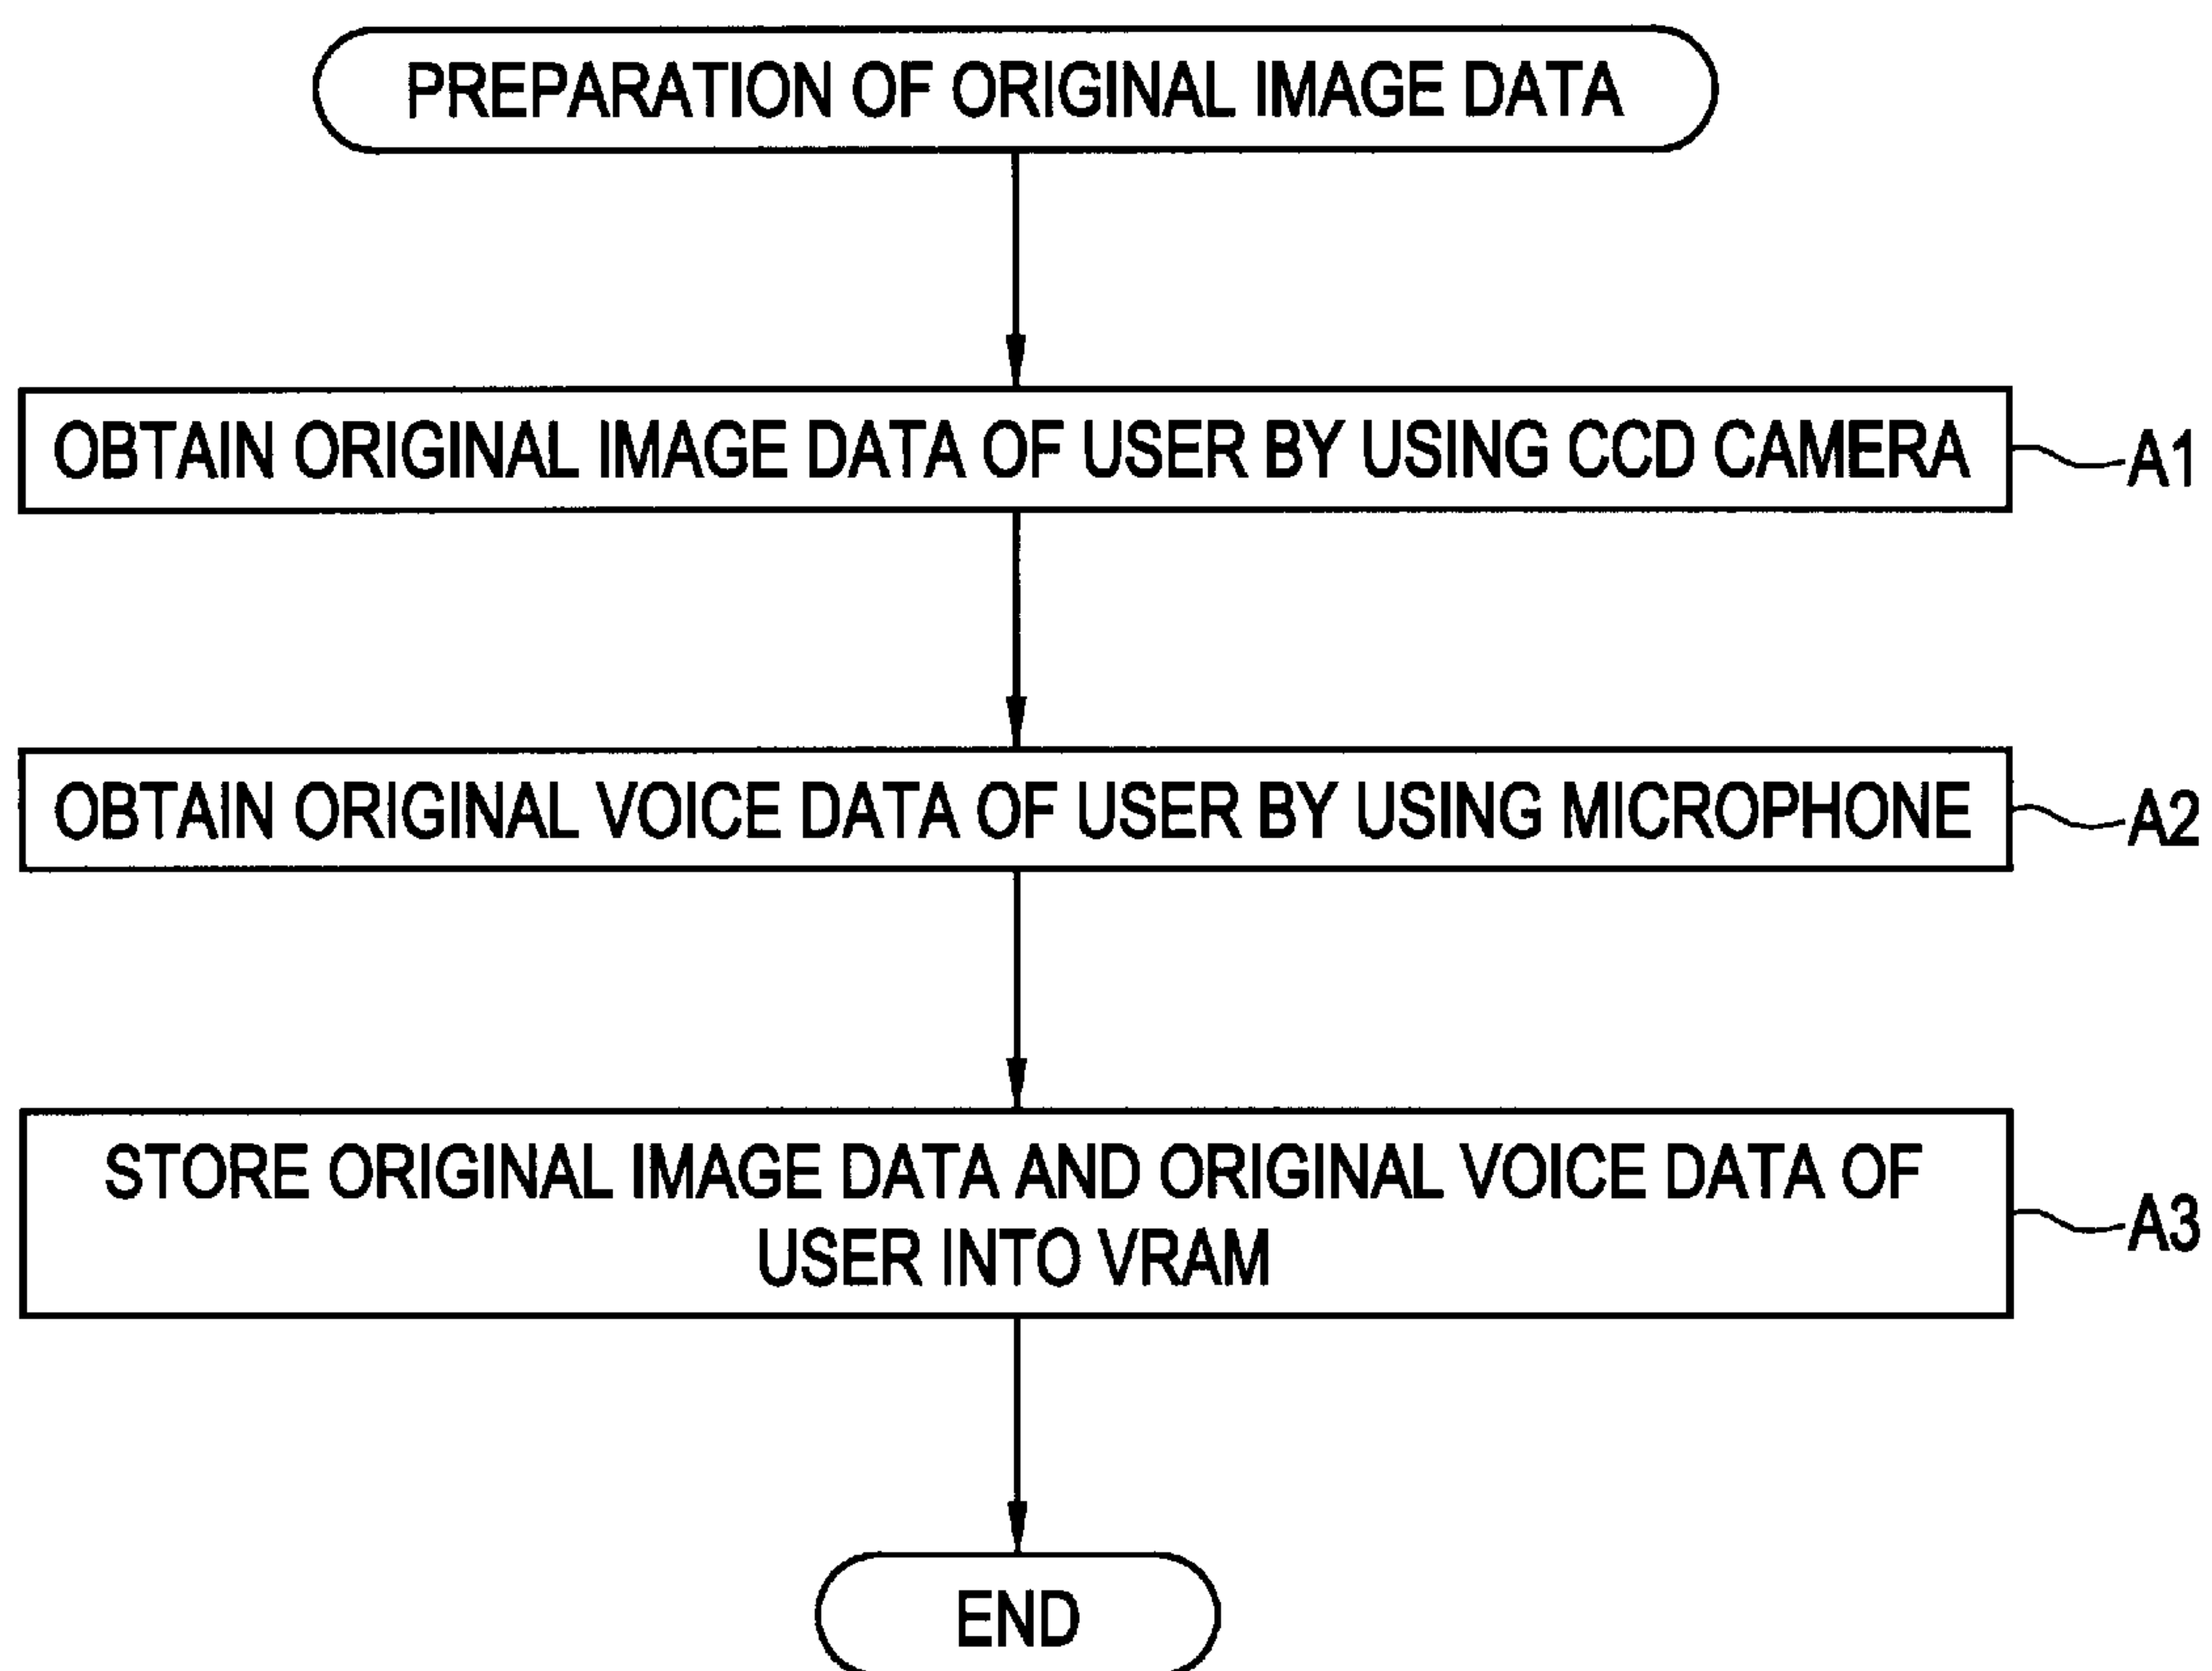 PREPARATION OF ORIGINAL IMAGE DATA
OBTAIN ORIGINAL IMAGE DATA OF USER BY USING CCD CAMERA
A1
OBTAIN ORIGINAL VOICE DATA OF USER BY USING MICROPHONE
A2
STORE ORIGINAL IMAGE DATA AND ORIGINAL VOICE DATA OF
USER INTO VRAM
A3
END